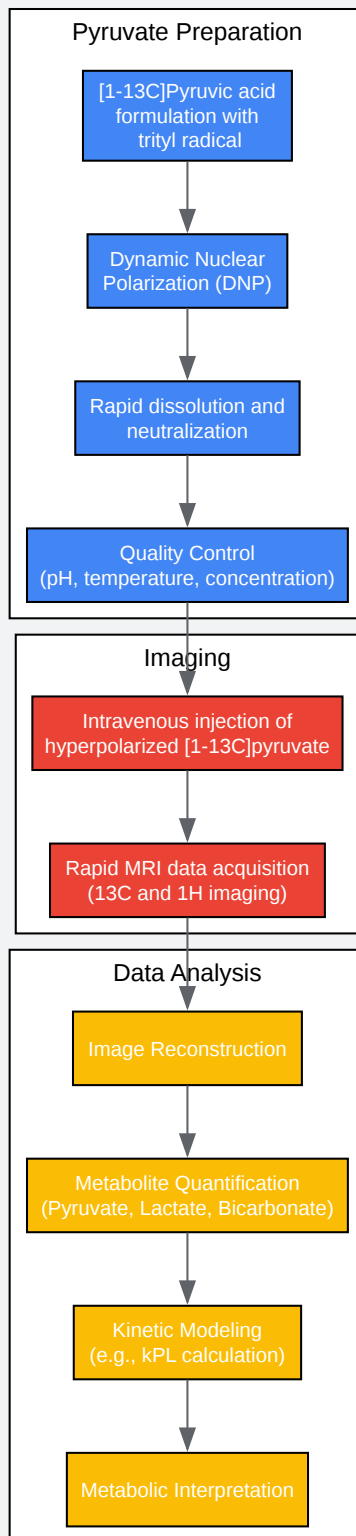 Pyruvate Preparation
[1-13C]Pyruvic acid
formulation with
trityl radical
Dynamic Nuclear
Polarization (DNP)
Rapid dissolution and
neutralization
Quality Control
(pH, temperature, concentration)
Imaging
Intravenous injection of
hyperpolarized [1-13C]pyruvate
Rapid MRI data acquisition
(13C and 1H imaging)
Data Analysis
Image Reconstruction
Metabolite Quantification
(Pyruvate, Lactate, Bicarbonate)
Kinetic Modeling
(e.g., kPL calculation)
Metabolic Interpretation